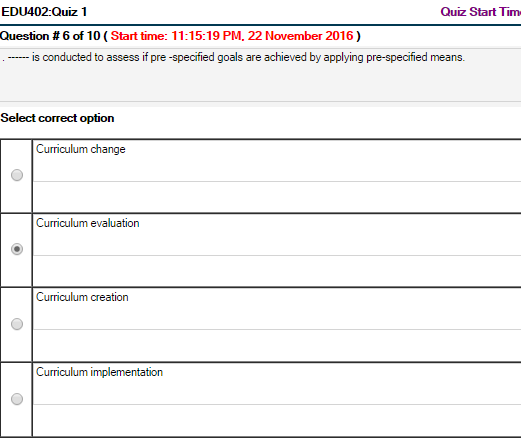 EDU402:Quiz 1 Quiz Start Tim
Question # 6 of 10 ( Start time: 11:15:19 PM, 22 November 2016 )
. ------ is conducted to assess if pre -specified goals are achieved by applying pre-specified means.
Select correct option
Curriculum change
Curriculum evaluation
Curriculum creation
Curriculum implementation